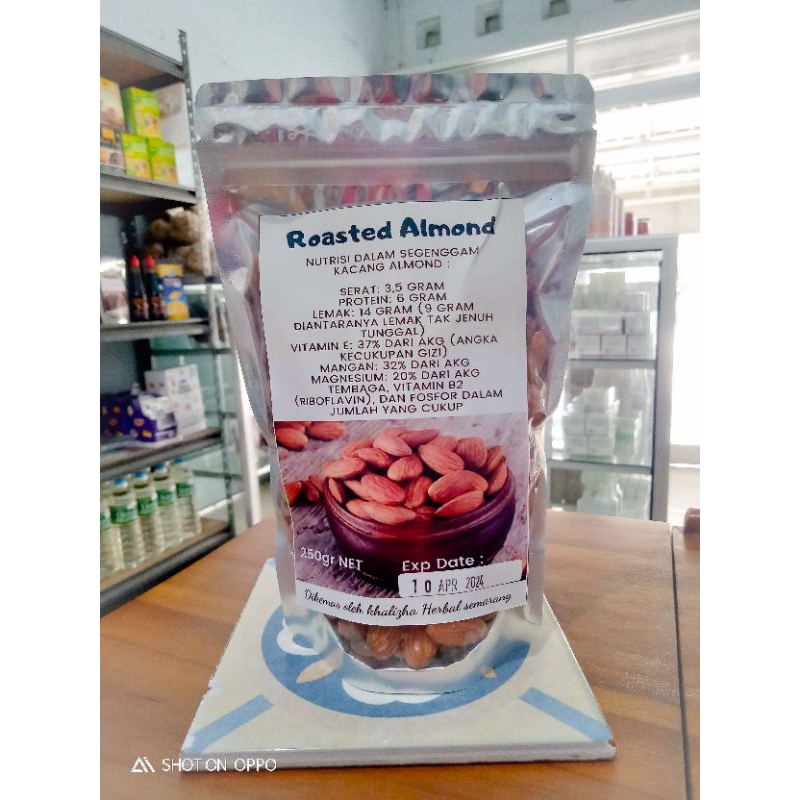 Roasted Almond
NUTRISI DALAM SEGENGGAM
KACANG ALMOND :
SERAT: 3,5 GRAM
PROTEIN: 6 GRAM
LEMAK: 14 GRAM (9 GRAM
DIANTARANYA LEMAK TAK JENUH
TUNGGAL)
VITAMIN E: 37% DARI AKG (ANGKA
KECUKUPAN GIZI)
MANGAN: 32% DARI AKG
MAGNESIUM: 20% DARI AKG
TEMBAGA, VITAMIN B2
(RIBOFLAVIN), DAN FOSFOR DALAM
JUMLAH YANG CUKUP
250gr NET
Exp Date :
10 APR 2024
Dikemas oleh khalizha Herbal semarang
SHOT ON OPPO